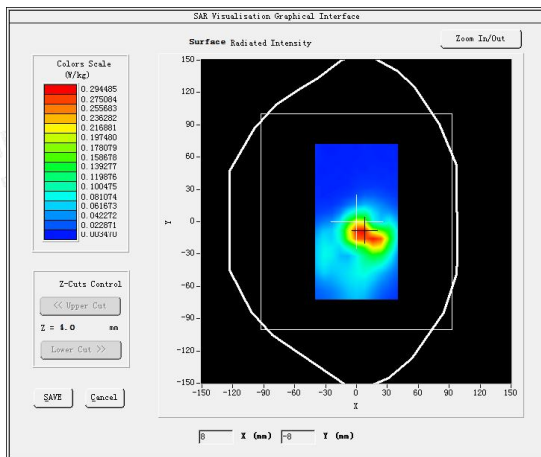 SAR Visualisation Graphical Interface
Surface Radiated Intensity
Zoom In/Out
Colors Scale
(W/kg)
0.294485
0.275084
0.255683
0.236282
0.216881
0.197480
0.178079
0.158678
0.139277
0.119876
0.100475
0.081074
0.061673
0.042272
0.022871
0.003470
Z-Cuts Control
<< Upper Cut
Z = 4.0 mm
Lower Cut >>
SAVE
Cancel
150
120
90
60
30
0
-30
-60
-90
-120
-150
Y
-150 -120 -90 -60 -30 0 30 60 90 120 150
X
8 X (mm) -8 Y (mm)